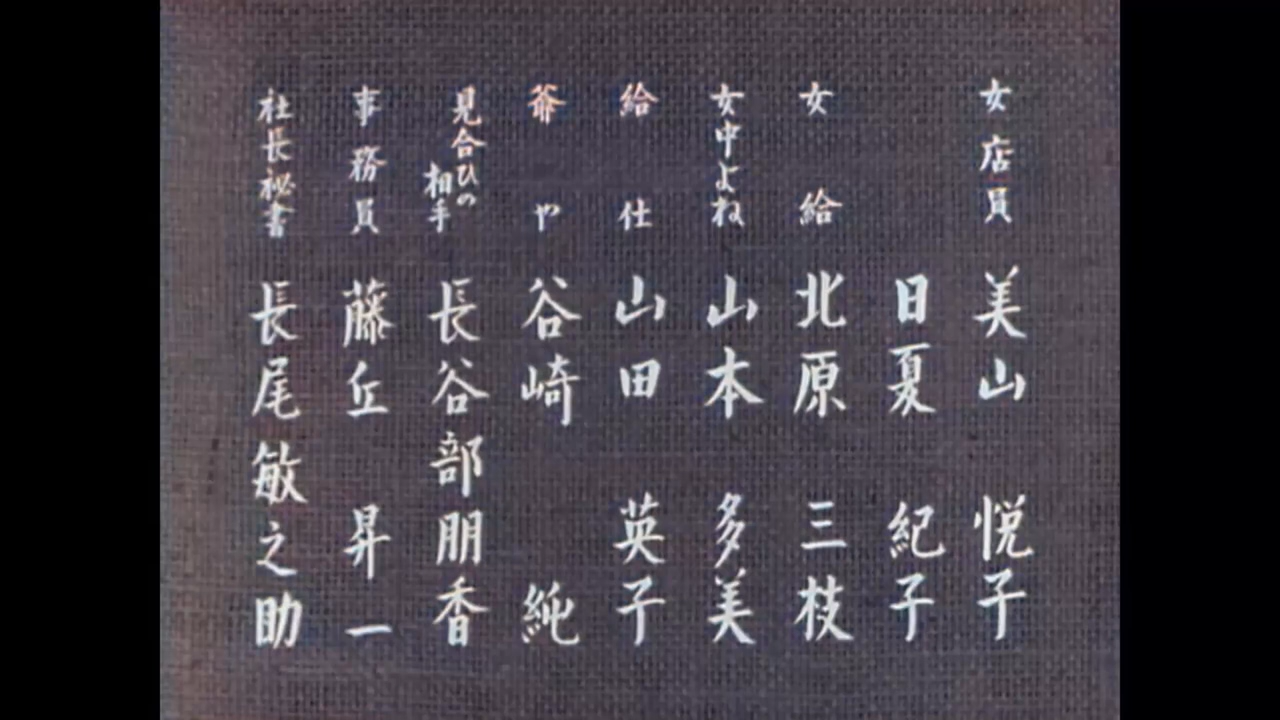 女店員 美山悦子
日夏紀子
女給 北原三枝
女中よね 山本多美
給仕 山田英子
爺や 谷崎純
見合ひの相手 長谷部朋香
事務員 藤丘昇一
社長秘書 長尾敏之助